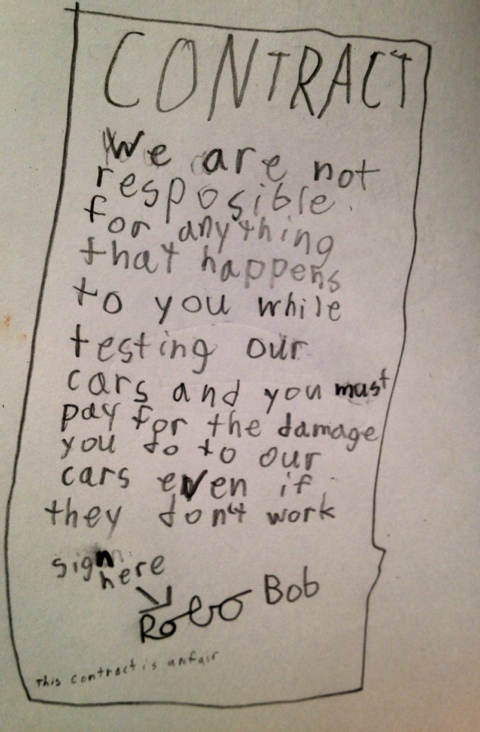 CONTRACT
We are not
resposible
for anything
that happens
to you while
testing our
cars and you must
pay for the damage
you do to our
cars even if
they don't work
sign
here
Robo Bob
This contract is unfair